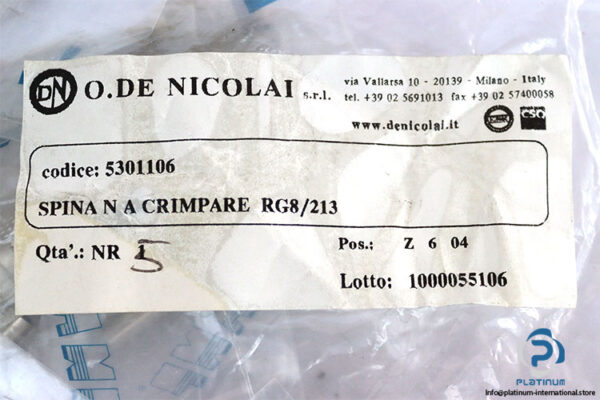 DN O.DE NICOLAI s.r.l.
via Vallarsa 10 - 20139 - Milano - Italy
tel. +39 02 5691013 fax +39 02 57400058
www.denicolai.it
CSQ
codice: 5301106
SPINA N A CRIMPARE RG8/213
Qta'.: NR 5
Pos.: Z 6 04
Lotto: 1000055106
PLATINUM
Info@platinum-international.store